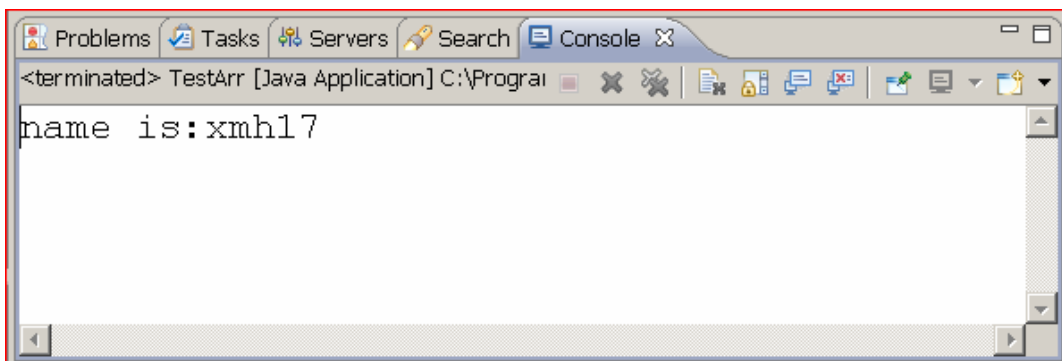 Problems Tasks Servers Search Console
<terminated> TestArr [Java Application] C:\Progra
name is:xmh17